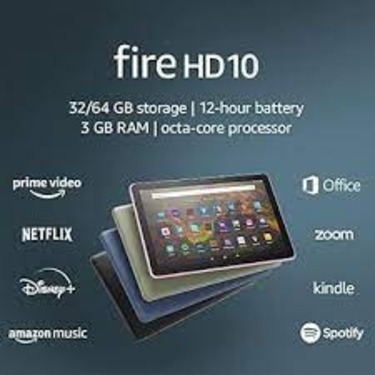 fire HD10
32/64 GB storage | 12-hour battery
3 GB RAM | octa-core processor
prime video
Office
NETFLIX
zoom
Disney+
kindle
amazon music
Spotify